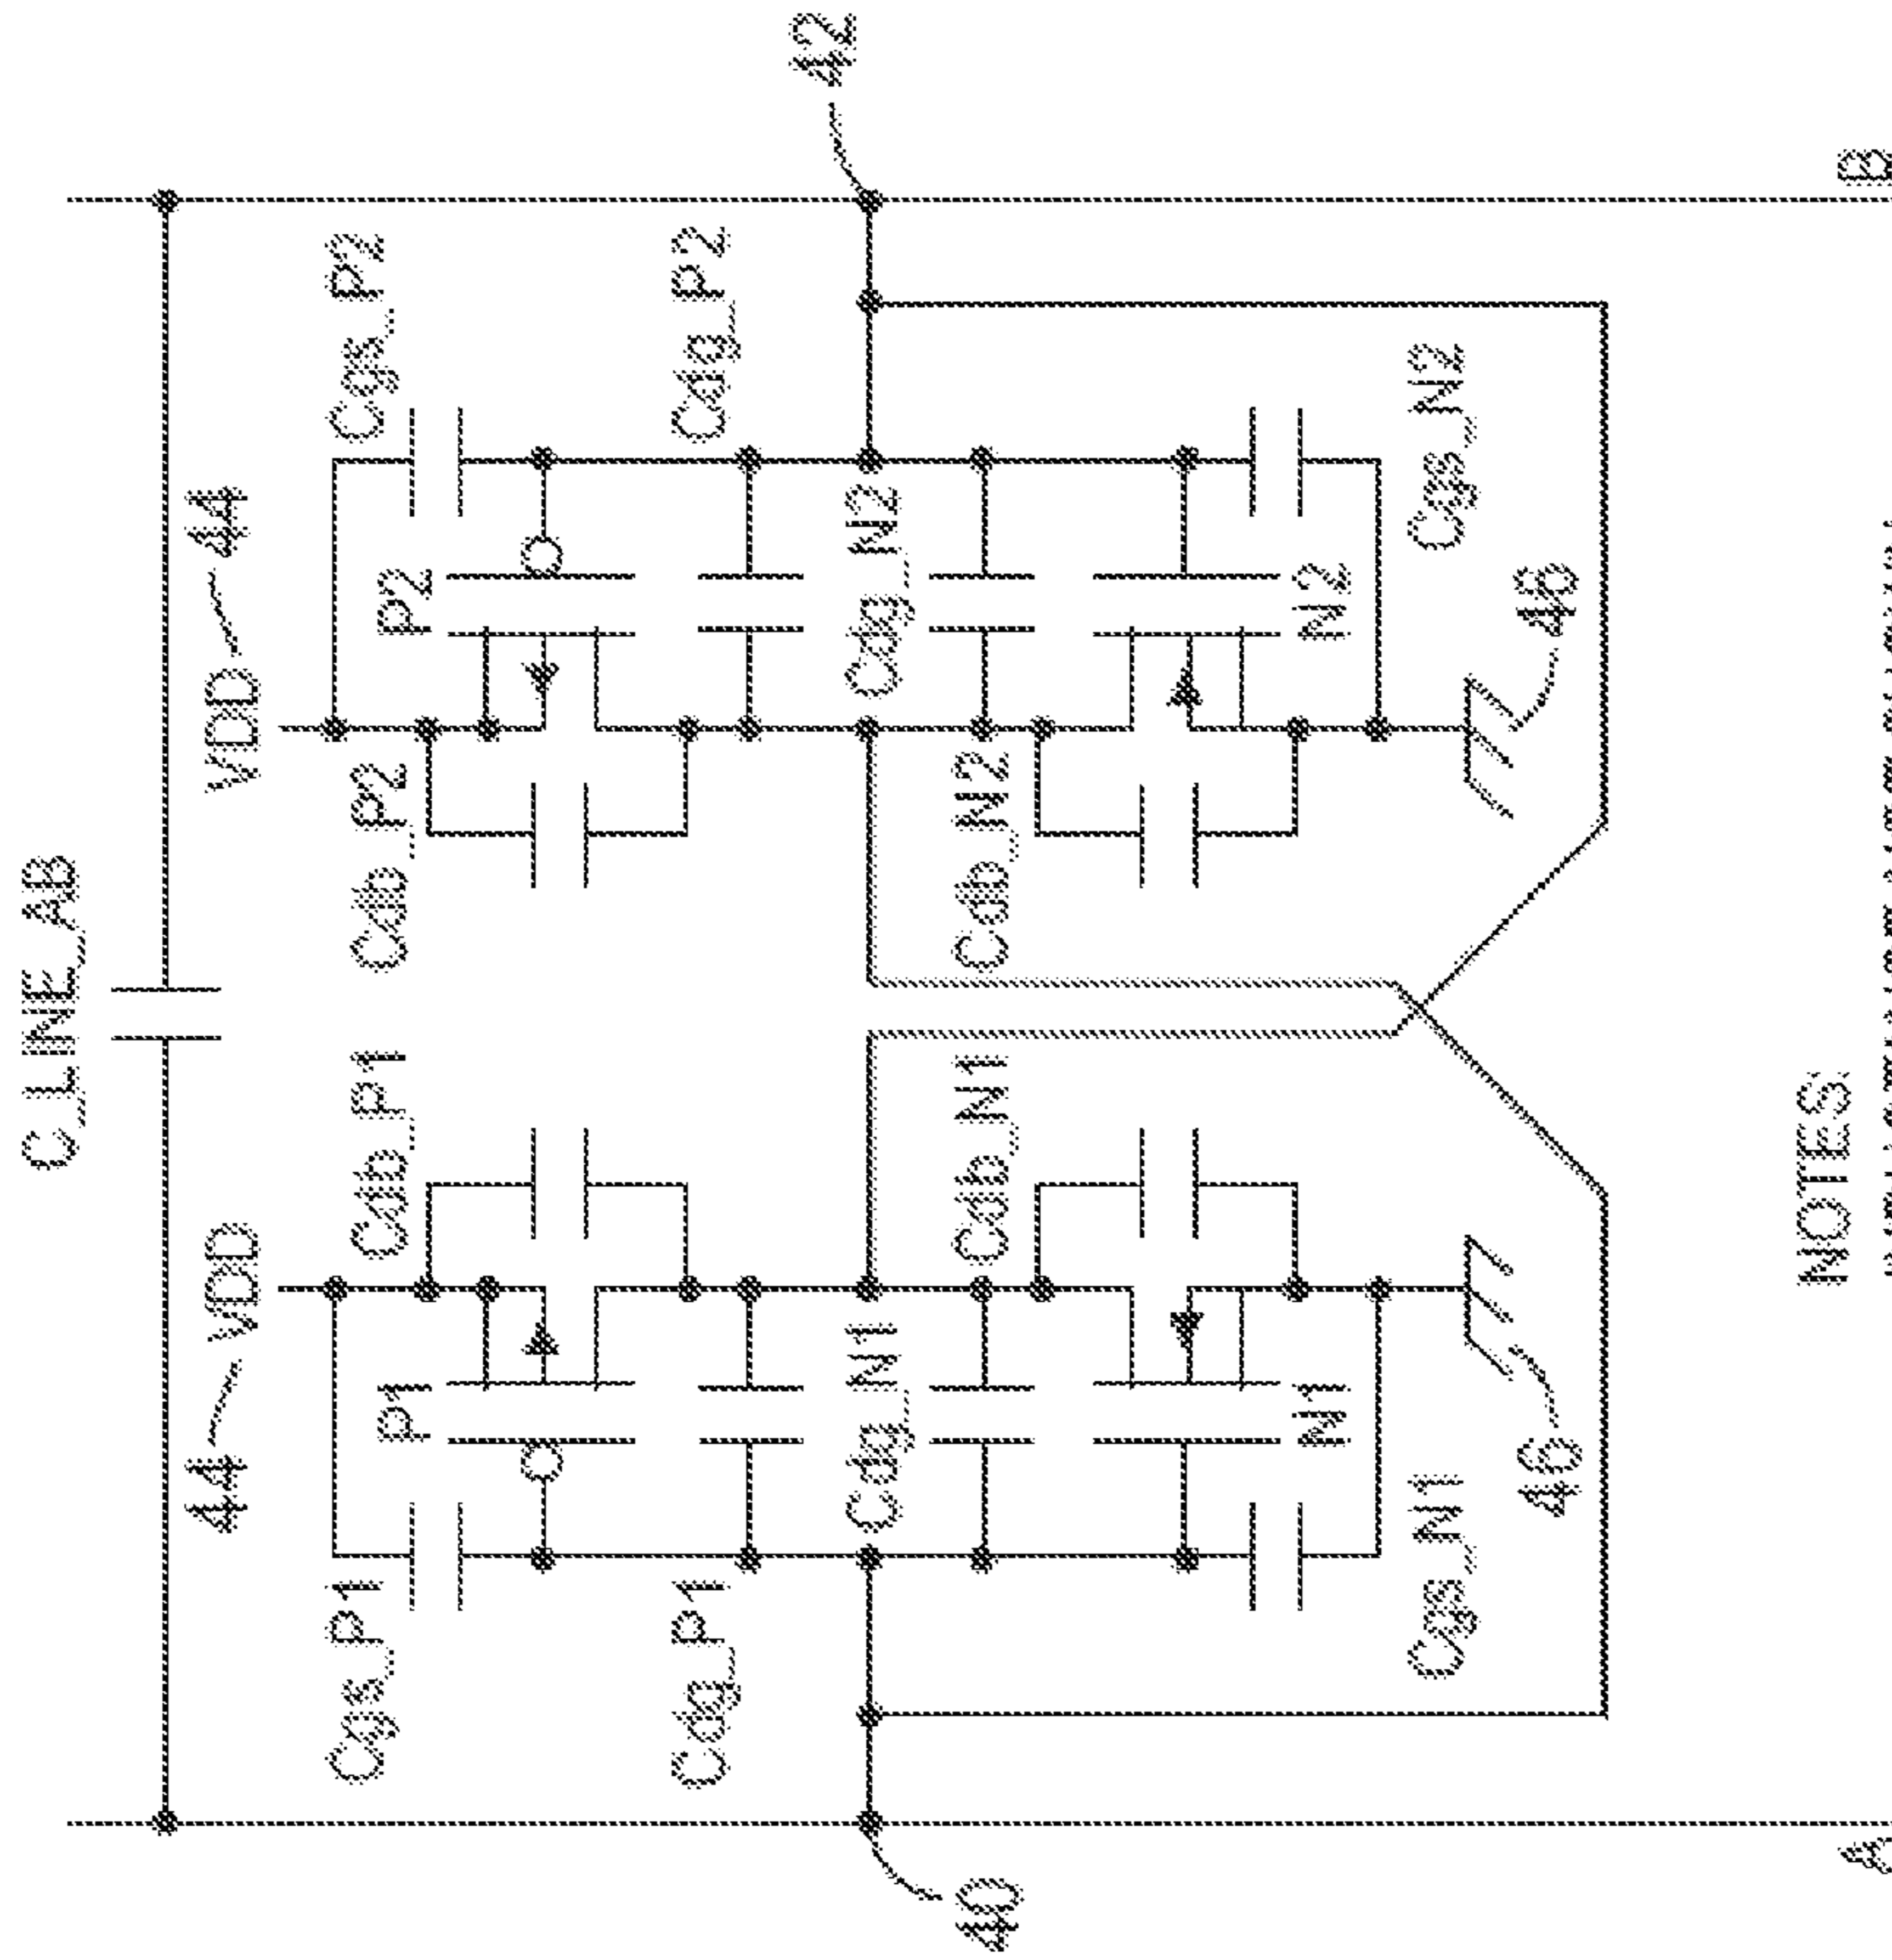 C_LINE_AB
44 VDD
VDD 44
Cgs_P1
P1
Cdb_P1
Cdb_P2
P2
Cgs_P2
Cdg_P1
Cdg_P2
42
Cdg_N1
Cdg_N2
40
Cdb_N1
Cdb_N2
N1
N2
Cgs_N1
Cgs_N2
46
46
NOTES
A
B